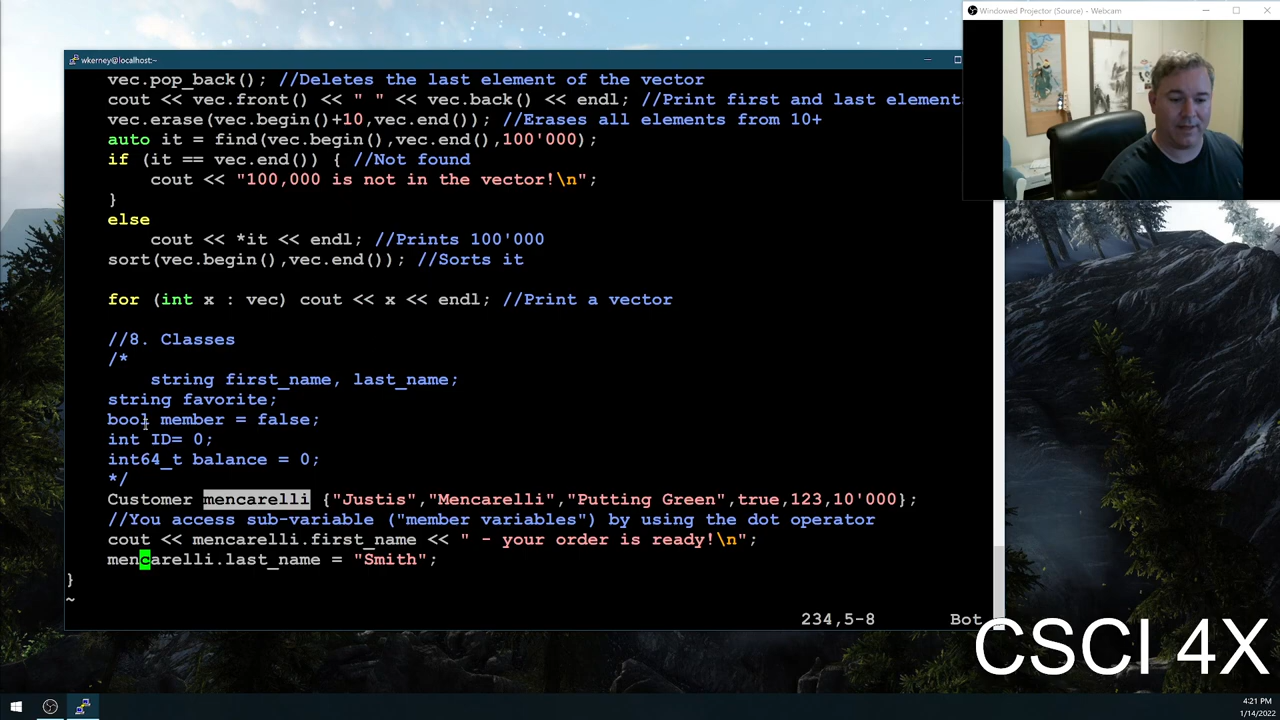 Windowed Projector (Source) - Webcam
wkerney@localhost:~
vec.pop_back(); //Deletes the last element of the vector
cout << vec.front() << " " << vec.back() << endl; //Print first and last element
vec.erase(vec.begin()+10,vec.end()); //Erases all elements from 10+
auto it = find(vec.begin(),vec.end(),100'000);
if (it == vec.end()) { //Not found
cout << "100,000 is not in the vector!\n";
}
else
cout << *it << endl; //Prints 100'000
sort(vec.begin(),vec.end()); //Sorts it
for (int x : vec) cout << x << endl; //Print a vector
//8. Classes
/*
string first_name, last_name;
string favorite;
bool member = false;
int ID= 0;
int64_t balance = 0;
*/
Customer mencarelli {"Justis","Mencarelli","Putting Green",true,123,10'000};
//You access sub-variable ("member variables") by using the dot operator
cout << mencarelli.first_name << " - your order is ready!\n";
mencarelli.last_name = "Smith";
}
~
234,5-8 Bot
CSCI 4X
4:21 PM
1/14/2022